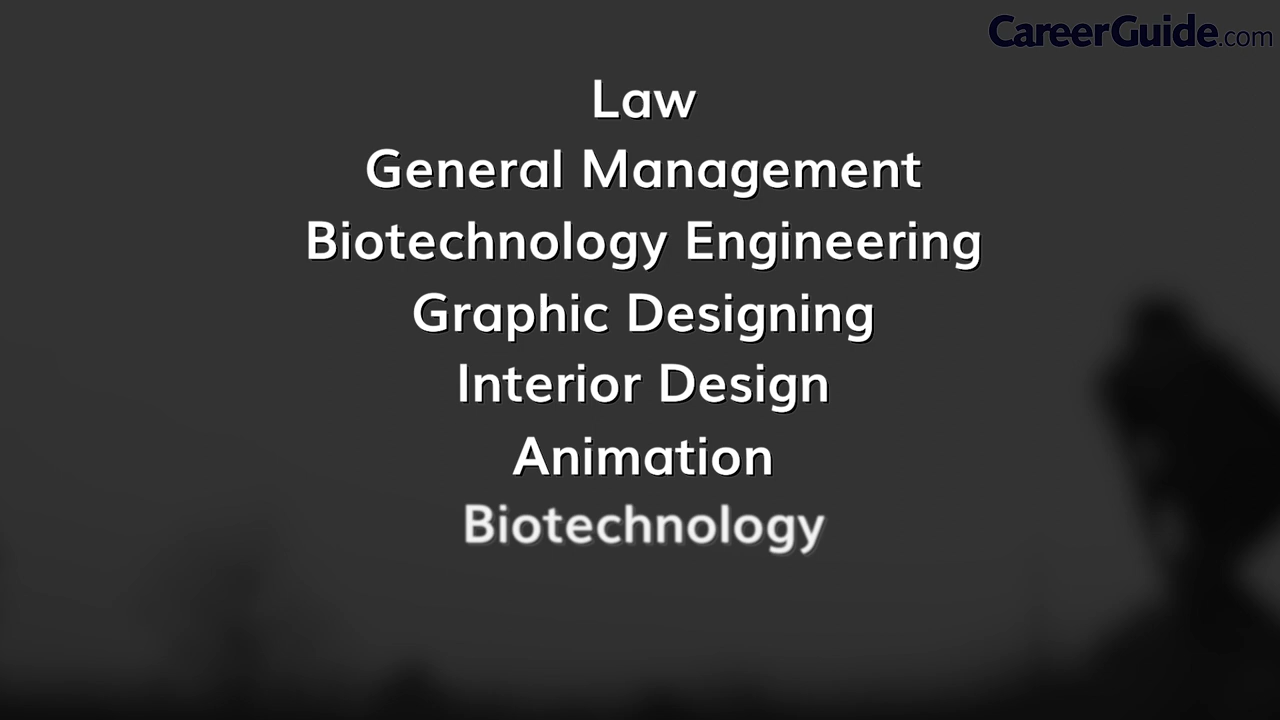 CareerGuide.com
Law
General Management
Biotechnology Engineering
Graphic Designing
Interior Design
Animation
Biotechnology